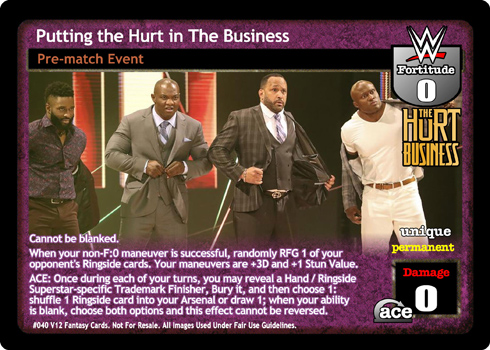 Putting the Hurt in The Business
Pre-match Event
W
Fortitude
0
THE
HURT
BUSINESS
unique
permanent
Damage
0
ace
Cannot be blanked.
When your non-F:0 maneuver is successful, randomly RFG 1 of your
opponent's Ringside cards. Your maneuvers are +3D and +1 Stun Value.
ACE: Once during each of your turns, you may reveal a Hand / Ringside
Superstar-specific Trademark Finisher, Bury it, and then choose 1:
shuffle 1 Ringside card into your Arsenal or draw 1; when your ability
is blank, choose both options and this effect cannot be reversed.
#040 V12 Fantasy Cards. Not For Resale. All Images Used Under Fair Use Guidelines.